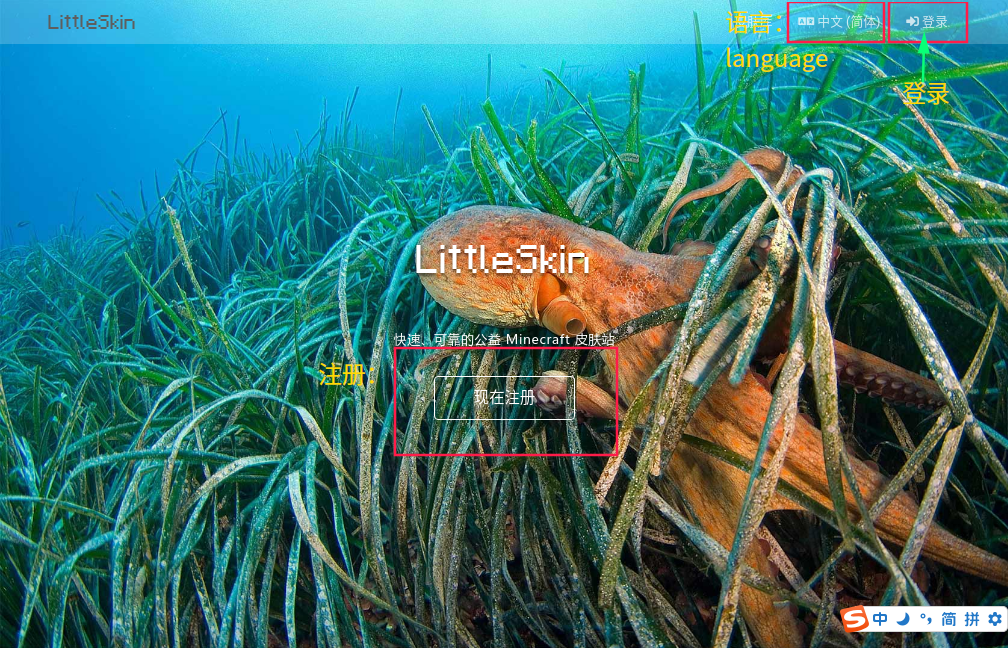 LittleSkin
语言：
中文 (简体)
登录
language
登录
LittleSkin
快速、可靠的公益 Minecraft 皮肤站
注册：
现在注册
中 简 拼